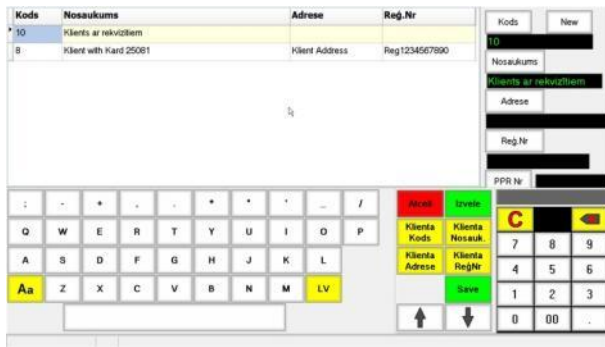 Kods Nosaukums Adrese Reģ.Nr
10 Klients ar rekvizītiem
8 Klient with Kard 25081 Klient Address Reg1234567890
Kods New
10
Nosaukums
Klients ar rekvizītiem
Adrese
Reģ.Nr
PPR Nr
Atcelt Izvele
; - + , . * " ' _ /
Q W E R T Y U I O P
Klienta Kods Klienta Nosauk.
A S D F G H J K L
Klienta Adrese Klienta ReģNr
Aa Z X C V B N M LV
Save
C
7 8 9
4 5 6
1 2 3
0 00 .